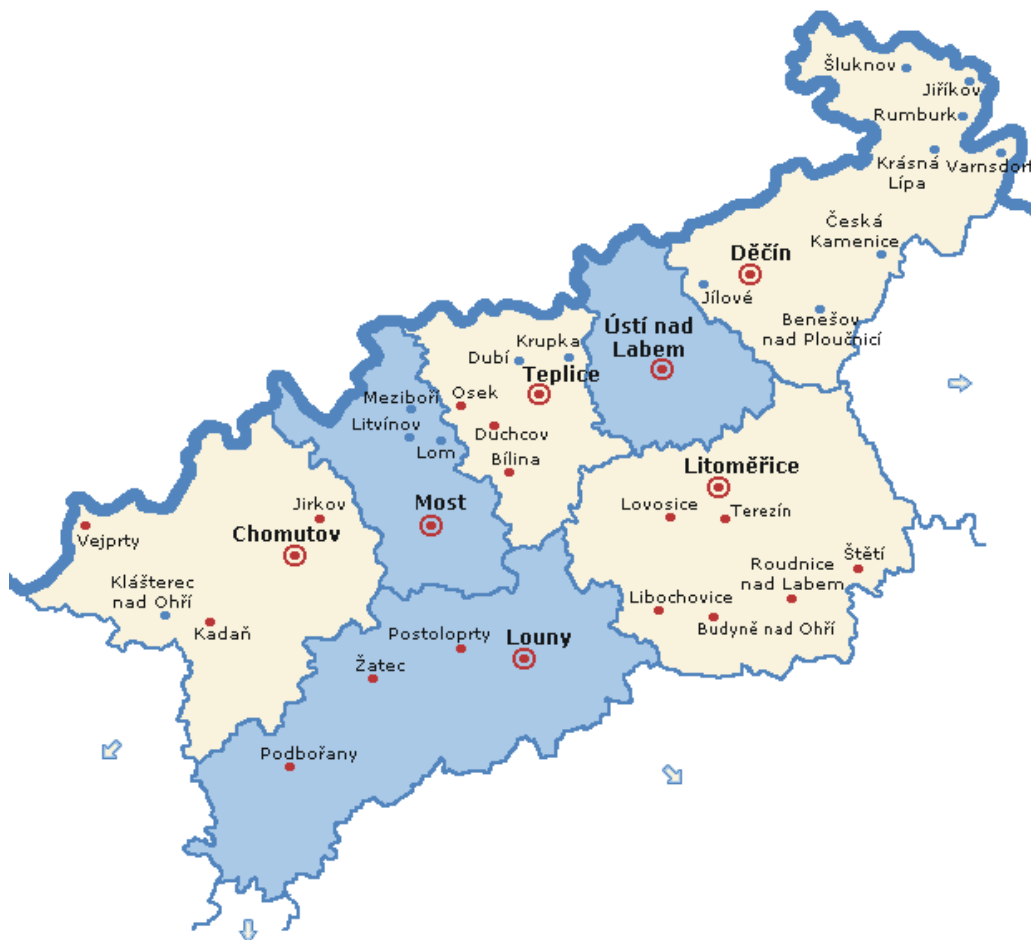 Šluknov
Jiříkov
Rumburk
Krásná
Lípa
Varnsdorf
Česká
Kamenice
Děčín
Jílové
Benešov
nad Ploučnicí
Ústí nad
Labem
Krupka
Dubí
Teplice
Osek
Duchcov
Bílina
Meziboří
Litvínov
Lom
Most
Litoměřice
Lovosice
Terezín
Štětí
Roudnice
nad Labem
Libochovice
Budyně nad Ohří
Jirkov
Chomutov
Vejprty
Klášterec
nad Ohří
Kadaň
Postoloprty
Louny
Žatec
Podbořany